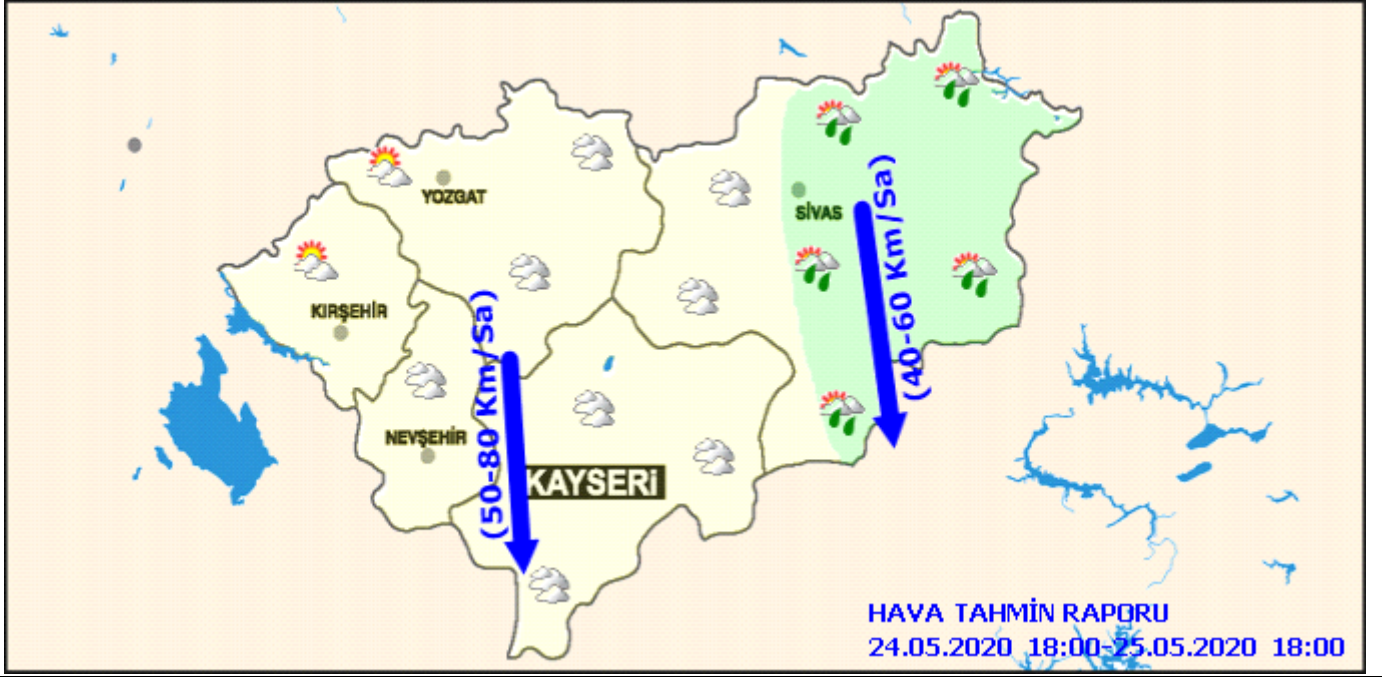 YOZGAT
SİVAS
(40-60 Km/Sa)
KIRŞEHİR
(50-80 Km/Sa)
NEVŞEHİR
KAYSERİ
HAVA TAHMİN RAPORU
24.05.2020 18:00-25.05.2020 18:00